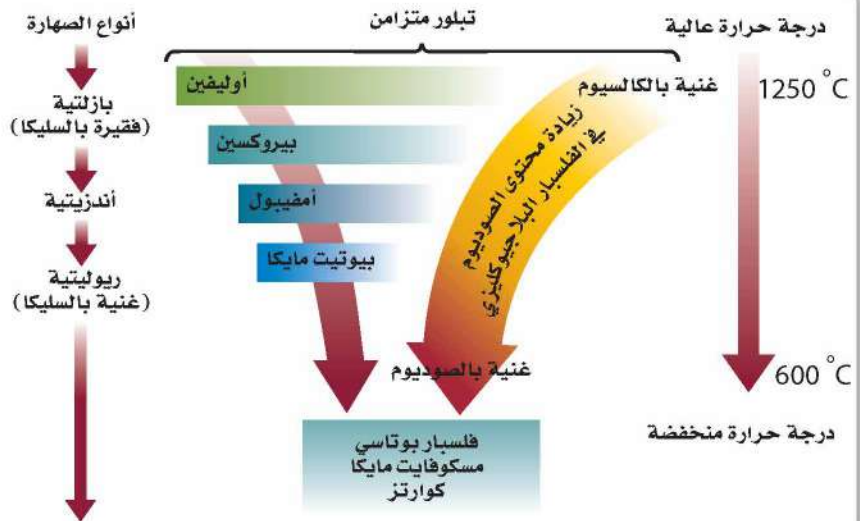 درجة حرارة عالية
1250 °C
600 °C
درجة حرارة منخفضة
تبلور متزامن
غنية بالكالسيوم
زيادة محتوى الصوديوم
في الفلسبار البلاجيوكليزي
غنية بالصوديوم
أوليفين
بيروكسين
أمفيبول
بيوتيت مايكا
فلسبار بوتاسي
مسكوفايت مايكا
كوارتز
أنواع الصهارة
بازلتية
(فقيرة بالسليكا)
أندزيتية
ريوليتية
(غنية بالسليكا)